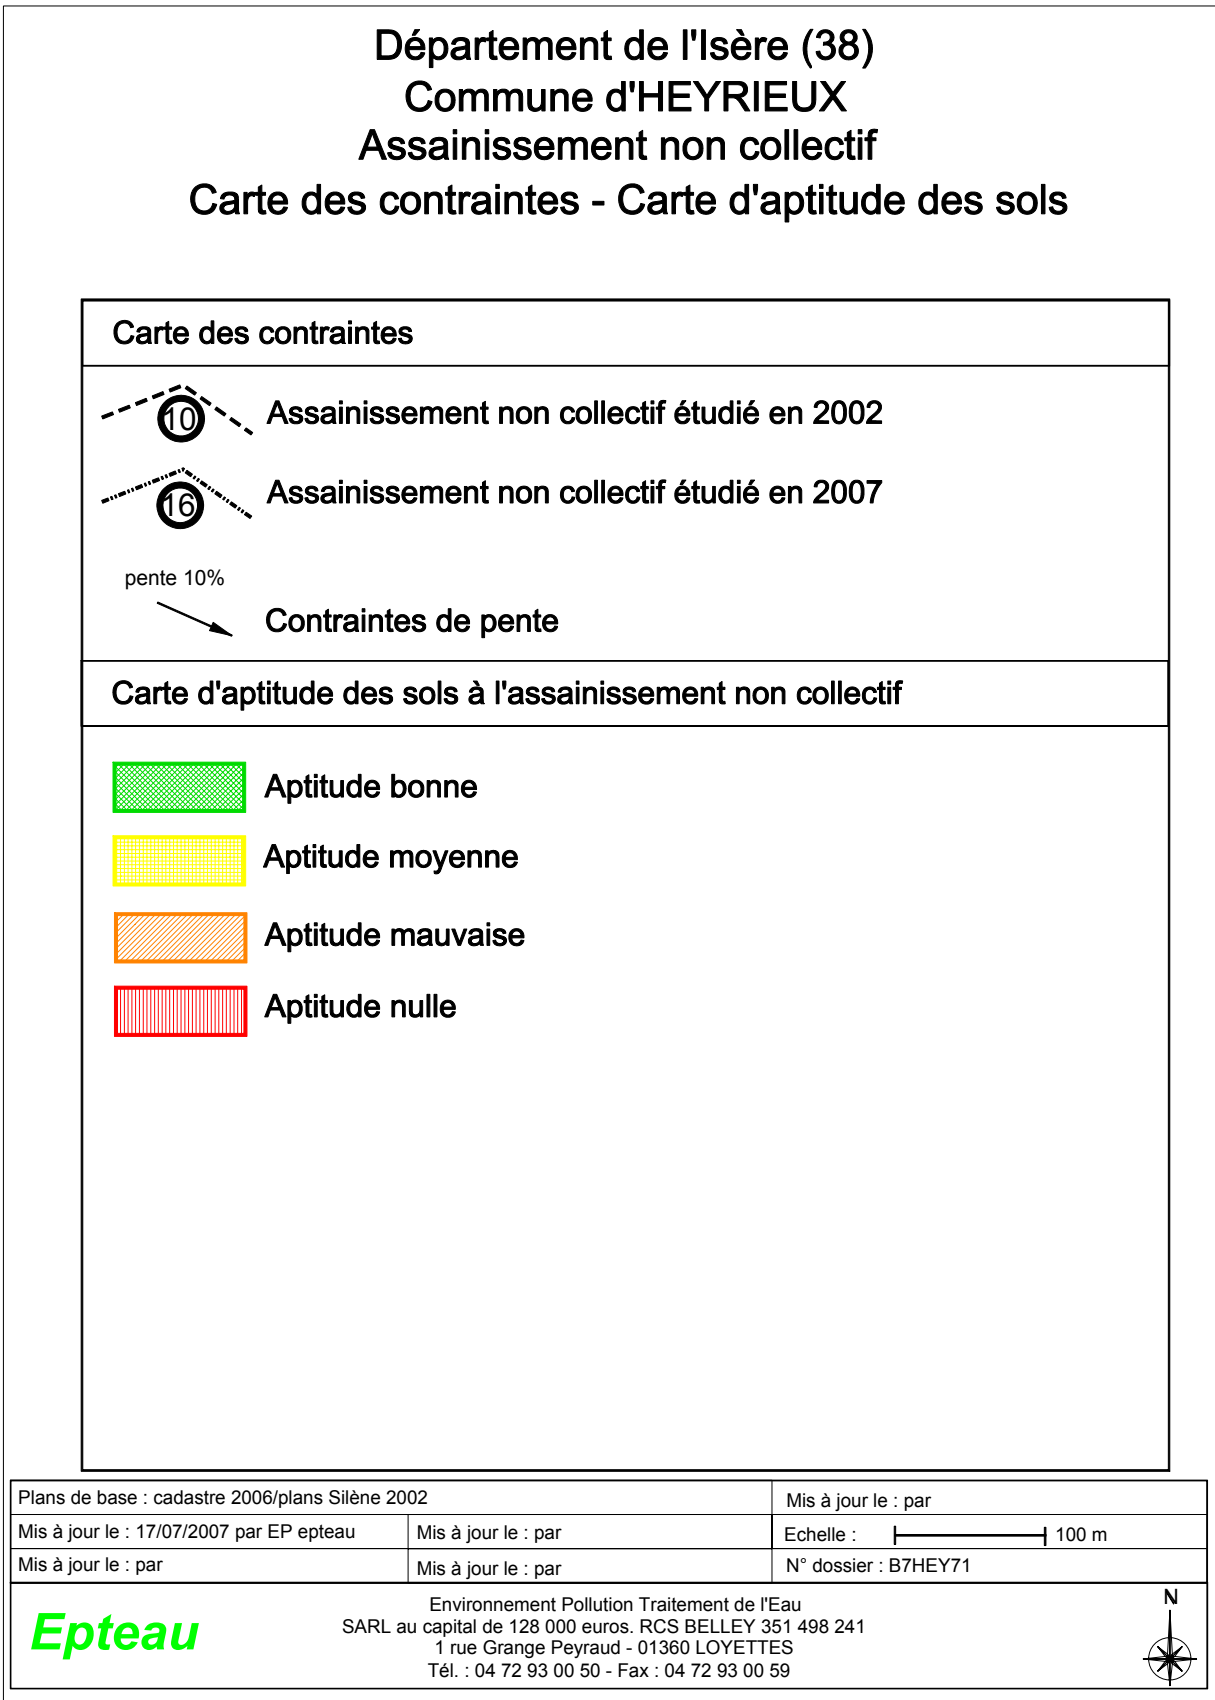 Département de l'Isère (38)
Commune d'HEYRIEUX
Assainissement non collectif
Carte des contraintes - Carte d'aptitude des sols
Carte des contraintes
10
Assainissement non collectif étudié en 2002
16
Assainissement non collectif étudié en 2007
pente 10%
Contraintes de pente
Carte d'aptitude des sols à l'assainissement non collectif
Aptitude bonne
Aptitude moyenne
Aptitude mauvaise
Aptitude nulle
Plans de base : cadastre 2006/plans Silène 2002
Mis à jour le : par
Mis à jour le : 17/07/2007 par EP epteau
Mis à jour le : par
Echelle : 100 m
Mis à jour le : par
Mis à jour le : par
N° dossier : B7HEY71
Epteau
Environnement Pollution Traitement de l'Eau
SARL au capital de 128 000 euros. RCS BELLEY 351 498 241
1 rue Grange Peyraud - 01360 LOYETTES
Tél. : 04 72 93 00 50 - Fax : 04 72 93 00 59
N